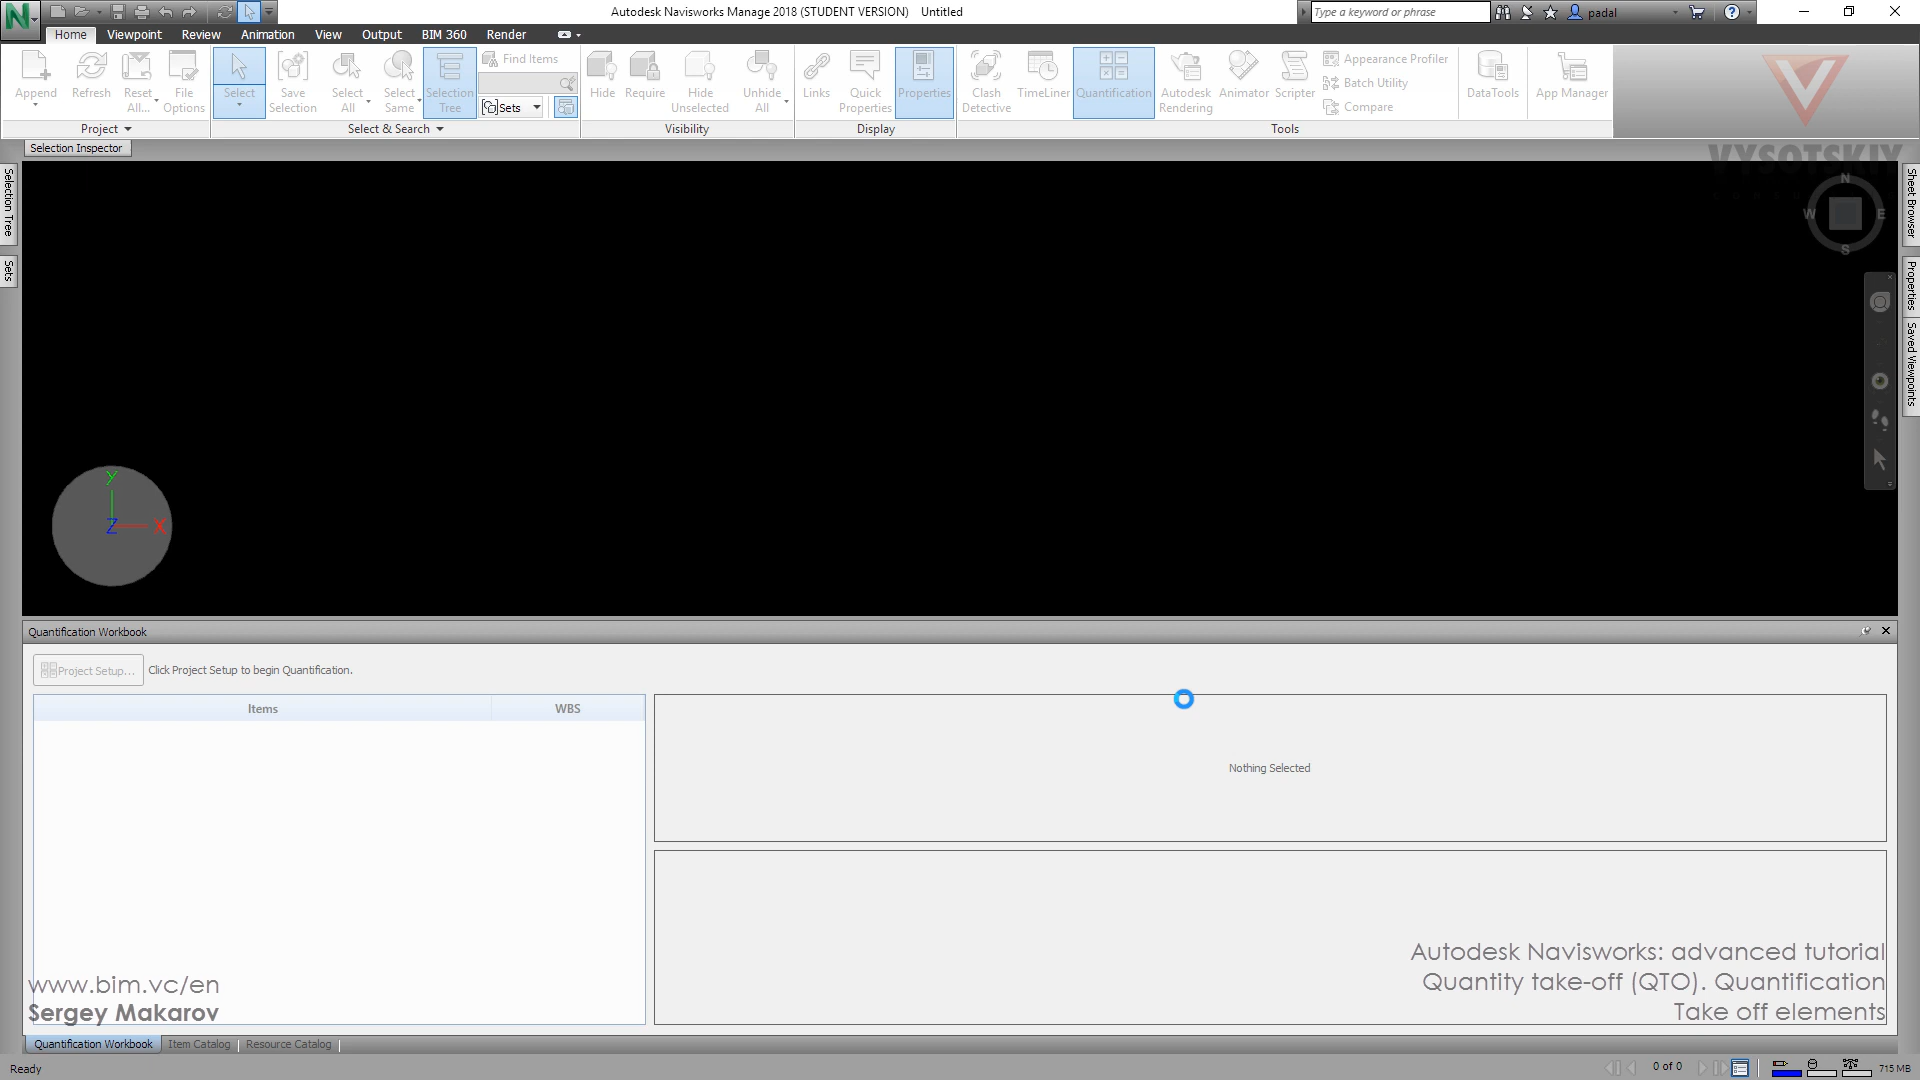 Autodesk Navisworks Manage 2018 (STUDENT VERSION) Untitled
Type a keyword or phrase
padal
Home Viewpoint Review Animation View Output BIM 360 Render
Append
Refresh
Reset All...
File Options
Project
Select
Save Selection
Select All
Select Same
Selection Tree
Find Items
Sets
Select & Search
Hide
Require
Hide Unselected
Unhide All
Visibility
Links
Quick Properties
Properties
Display
Clash Detective
TimeLiner
Quantification
Autodesk Rendering
Animator
Scripter
Appearance Profiler
Batch Utility
Compare
Tools
DataTools
App Manager
VYSOTSKIY
Selection Inspector
Selection Tree
Sets
N
W E
S
Sheet Browser
Properties
Saved Viewpoints
Y
Z X
Quantification Workbook
Project Setup... Click Project Setup to begin Quantification.
Items WBS
Nothing Selected
www.bim.vc/en
Sergey Makarov
Autodesk Navisworks: advanced tutorial
Quantity take-off (QTO). Quantification
Take off elements
Quantification Workbook Item Catalog Resource Catalog
Ready
0 of 0
715 MB